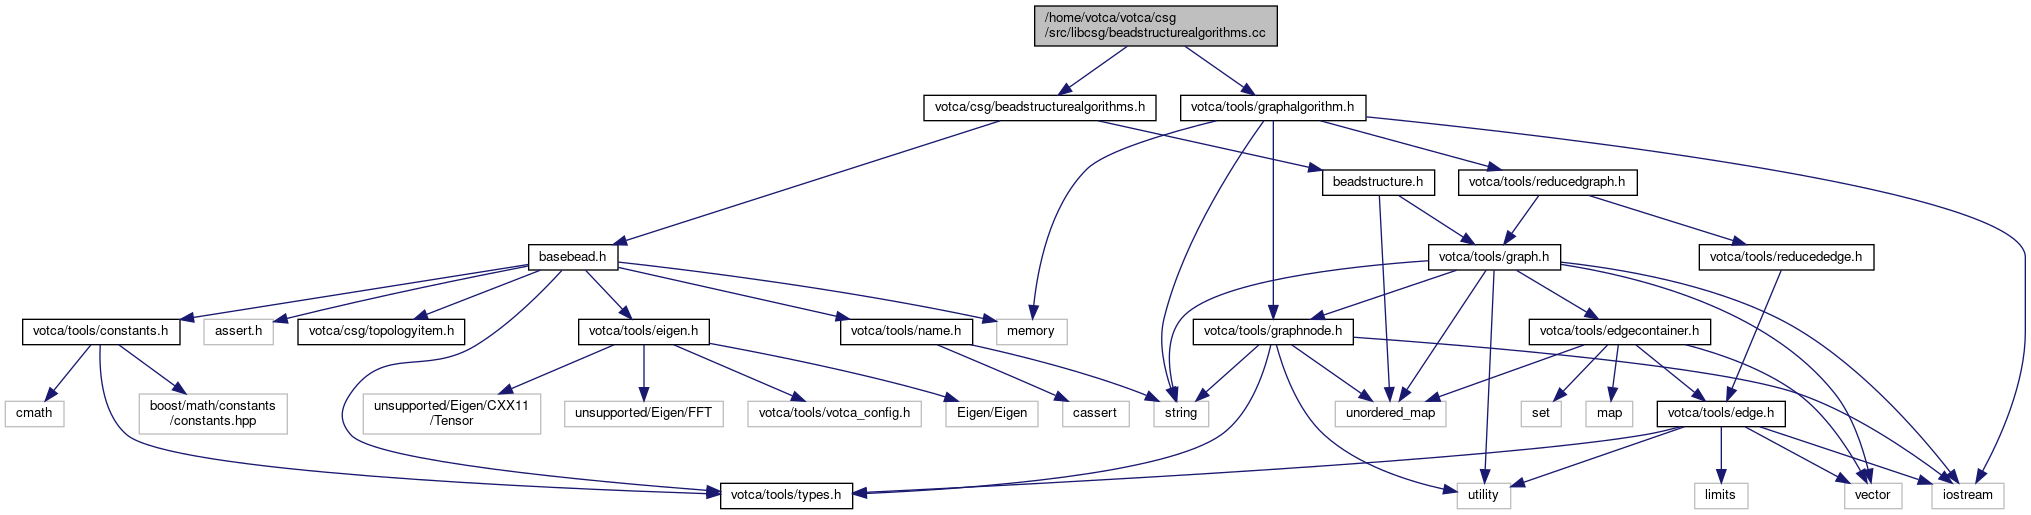 /home/votca/votca/csg
/src/libcsg/beadstructurealgorithms.cc
votca/csg/beadstructurealgorithms.h
votca/tools/graphalgorithm.h
beadstructure.h
votca/tools/reducedgraph.h
basebead.h
votca/tools/graph.h
votca/tools/reducededge.h
votca/tools/constants.h
assert.h
votca/csg/topologyitem.h
votca/tools/eigen.h
votca/tools/name.h
memory
votca/tools/graphnode.h
votca/tools/edgecontainer.h
cmath
boost/math/constants
/constants.hpp
unsupported/Eigen/CXX11
/Tensor
unsupported/Eigen/FFT
votca/tools/votca_config.h
Eigen/Eigen
cassert
string
unordered_map
set
map
votca/tools/edge.h
votca/tools/types.h
utility
limits
vector
iostream